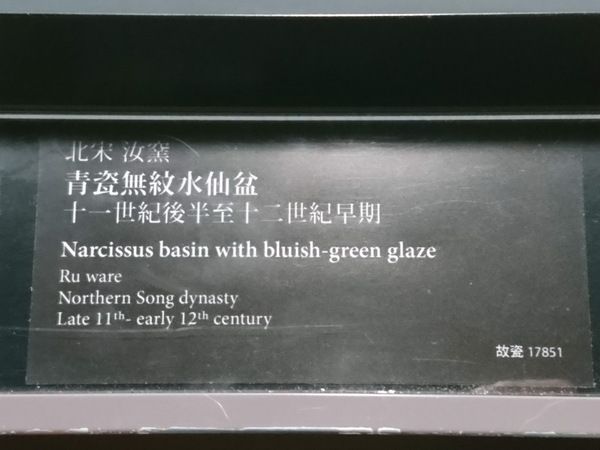 北宋 汝窯
青瓷無紋水仙盆
十一世紀後半至十二世紀早期
Narcissus basin with bluish-green glaze
Ru ware
Northern Song dynasty
Late 11th- early 12th century
故瓷 17851